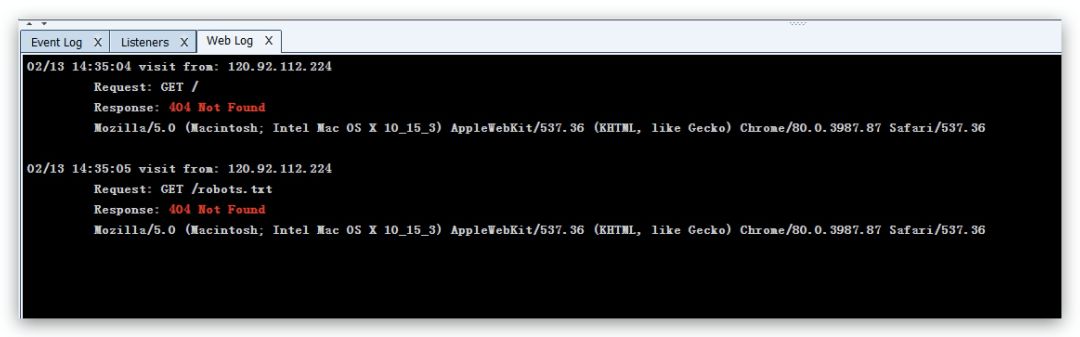 Event Log X Listeners X Web Log X
02/13 14:35:04 visit from: 120.92.112.224
Request: GET /
Response: 404 Not Found
Mozilla/5.0 (Macintosh; Intel Mac OS X 10_15_3) AppleWebKit/537.36 (KHTML, like Gecko) Chrome/80.0.3987.87 Safari/537.36
02/13 14:35:05 visit from: 120.92.112.224
Request: GET /robots.txt
Response: 404 Not Found
Mozilla/5.0 (Macintosh; Intel Mac OS X 10_15_3) AppleWebKit/537.36 (KHTML, like Gecko) Chrome/80.0.3987.87 Safari/537.36